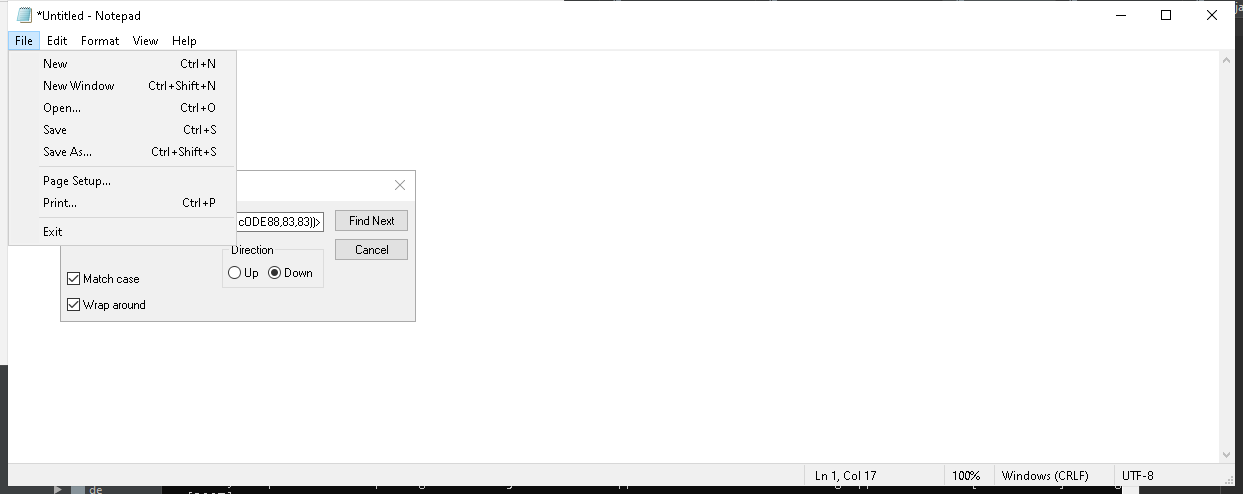 *Untitled - Notepad
File Edit Format View Help
New Ctrl+N
New Window Ctrl+Shift+N
Open... Ctrl+O
Save Ctrl+S
Save As... Ctrl+Shift+S
Page Setup...
Print... Ctrl+P
Exit
cODE88,83,83))> Find Next
Direction Cancel
Up Down
Match case
Wrap around
Ln 1, Col 17 100% Windows (CRLF) UTF-8
de